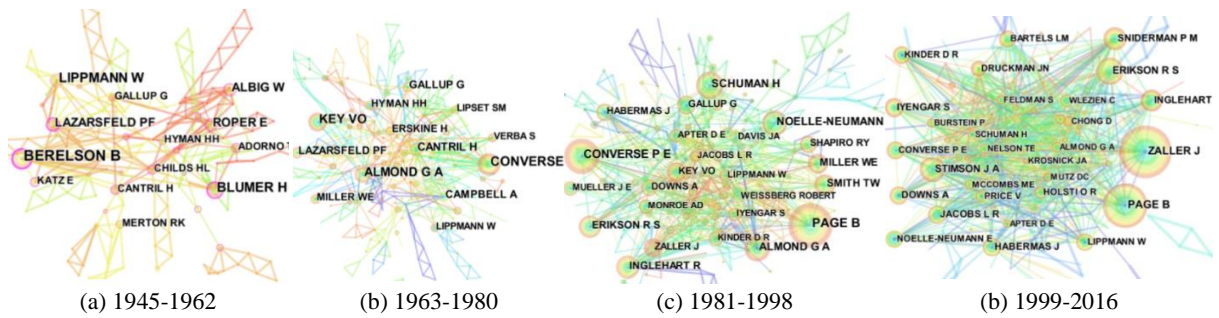 LIPPMANN W
GALLUP G
ALBIG W
LAZARSFELD PF
ROPER E
HYMAN HH
ADORNO
BERELSON B
CHILDS HL
KATZ E
CANTRIL H
BLUMER H
MERTON RK
(a) 1945-1962
GALLUP G
HYMAN HH
LIPSET SM
KEY VO
ERSKINE H
VERBA S
LAZARSFELD PF
CANTRIL H
CONVERSE
ALMOND G A
MILLER WE
CAMPBELL A
LIPPMANN W
(b) 1963-1980
SCHUMAN H
HABERMAS J
GALLUP G
NOELLE-NEUMANN
APTER D E
DAVIS JA
SHAPIRO RY
CONVERSE P E
JACOBS L R
MILLER WE
KEY VO
LIPPMANN W
MUELLER J E
DOWNS A
SMITH TW
WEISSBERG ROBERT
MONROE AD
IYENGAR S
ERIKSON R S
PAGE B
KINDER D R
ZALLER J
ALMOND G A
INGLEHART R
(c) 1981-1998
BARTELS LM
SNIDERMAN P M
KINDER D R
DRUCKMAN JN
ERIKSON R S
IYENGAR S
FELDMAN S
WLEZIEN C
INGLEHART
BURSTEIN P
CHONG D
SCHUMAN H
CONVERSE P E
NELSON TE
ALMOND G A
ZALLER J
KROSNICK JA
STIMSON J A
MUTZ DC
MCCOMBS ME
HOLSTI O R
DOWNS A
PRICE V
PAGE B
JACOBS L R
APTER D E
NOELLE-NEUMANN E
HABERMAS J
LIPPMANN W
(b) 1999-2016